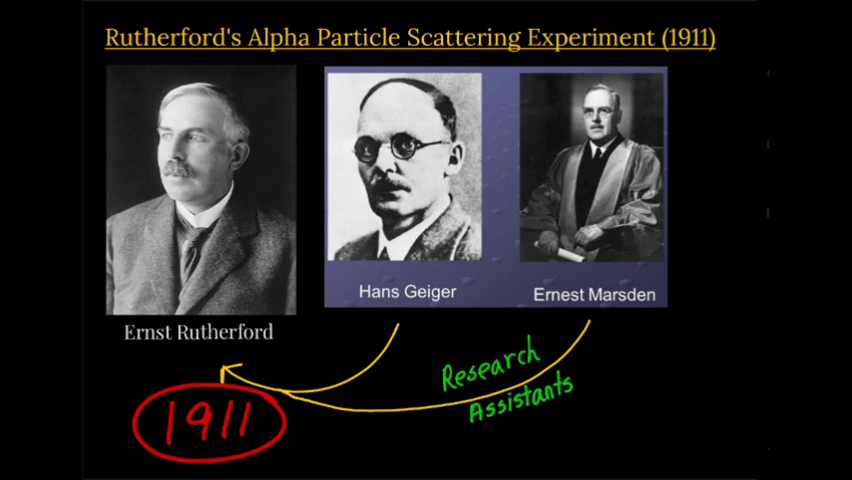 Rutherford's Alpha Particle Scattering Experiment (1911)
Hans Geiger
Ernest Marsden
Ernst Rutherford
Research
Assistants
1911